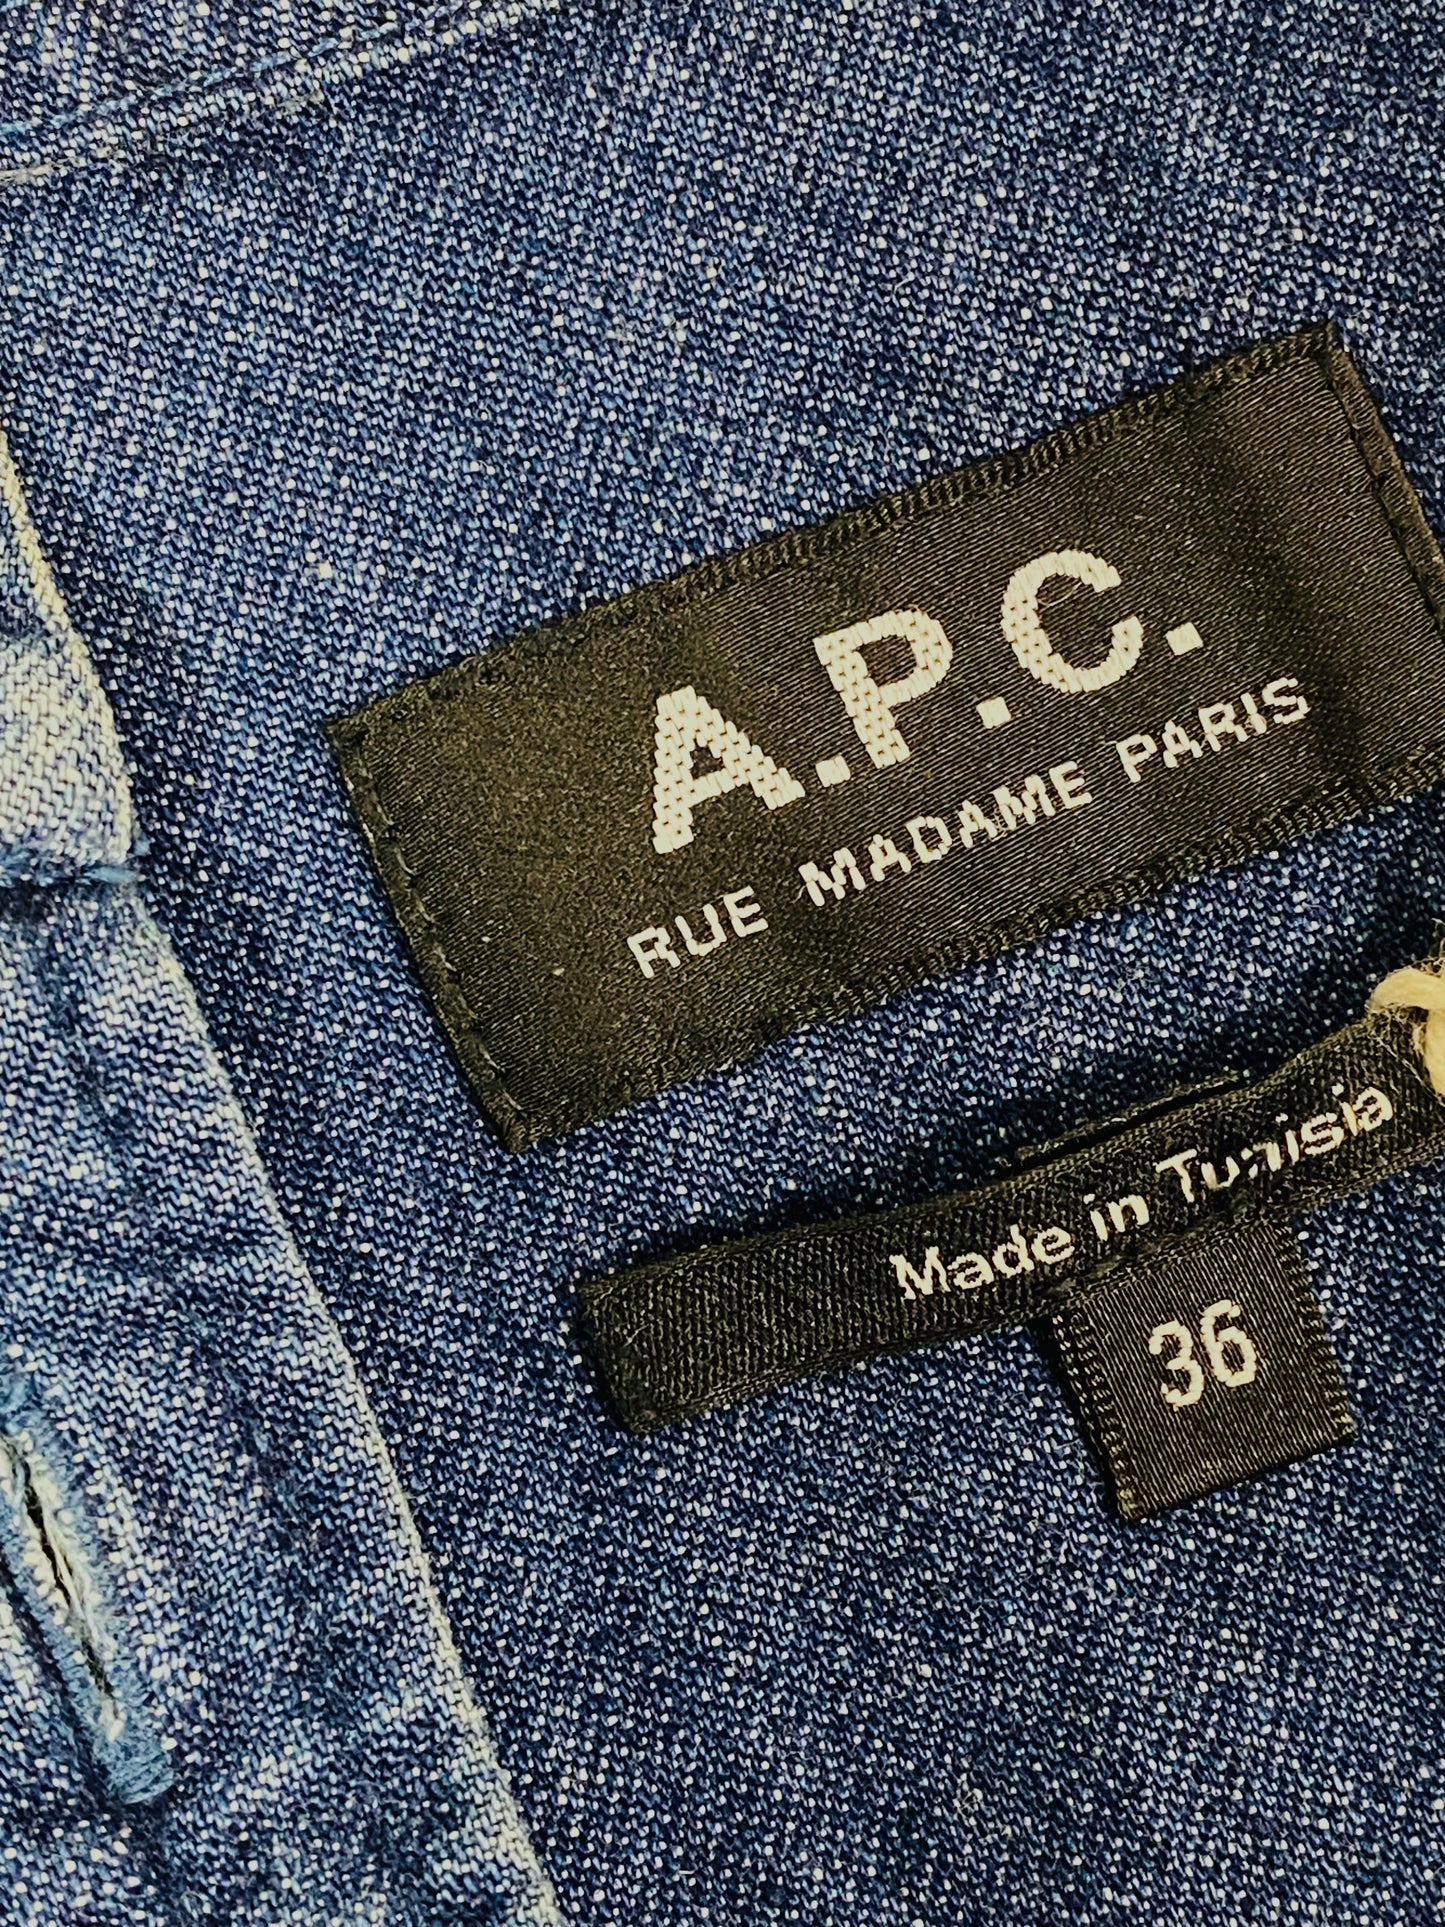 A.P.C.
RUE MADAME PARIS
Made in Tunisia
36